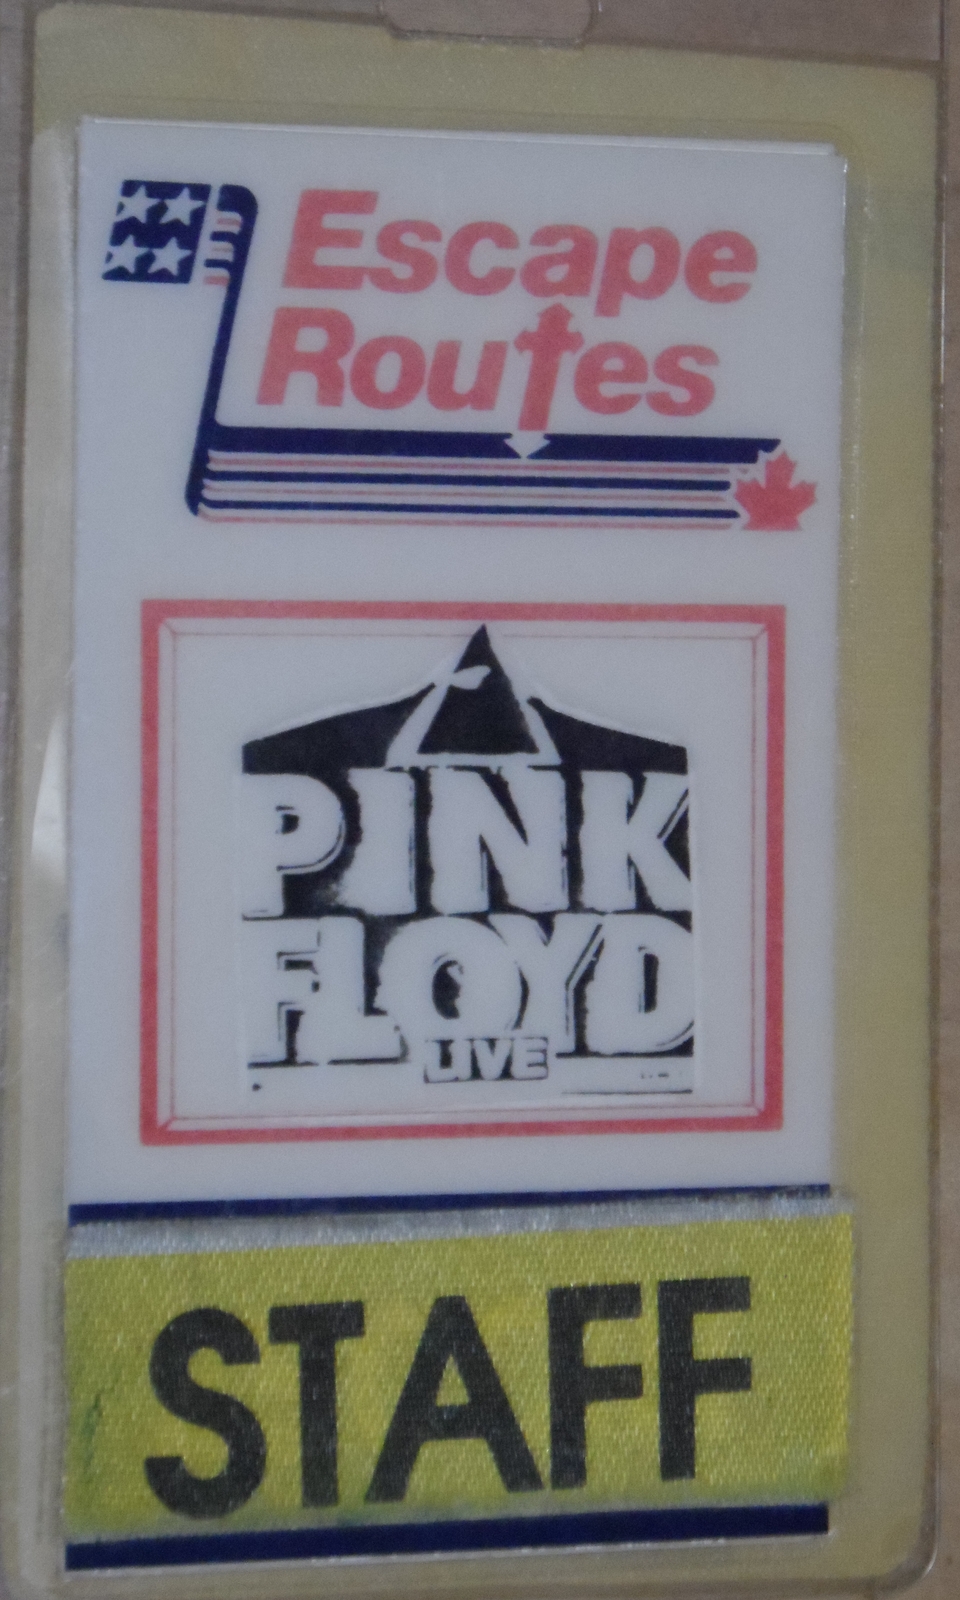 Escape
Routes
PINK
FLOYD
LIVE
STAFF